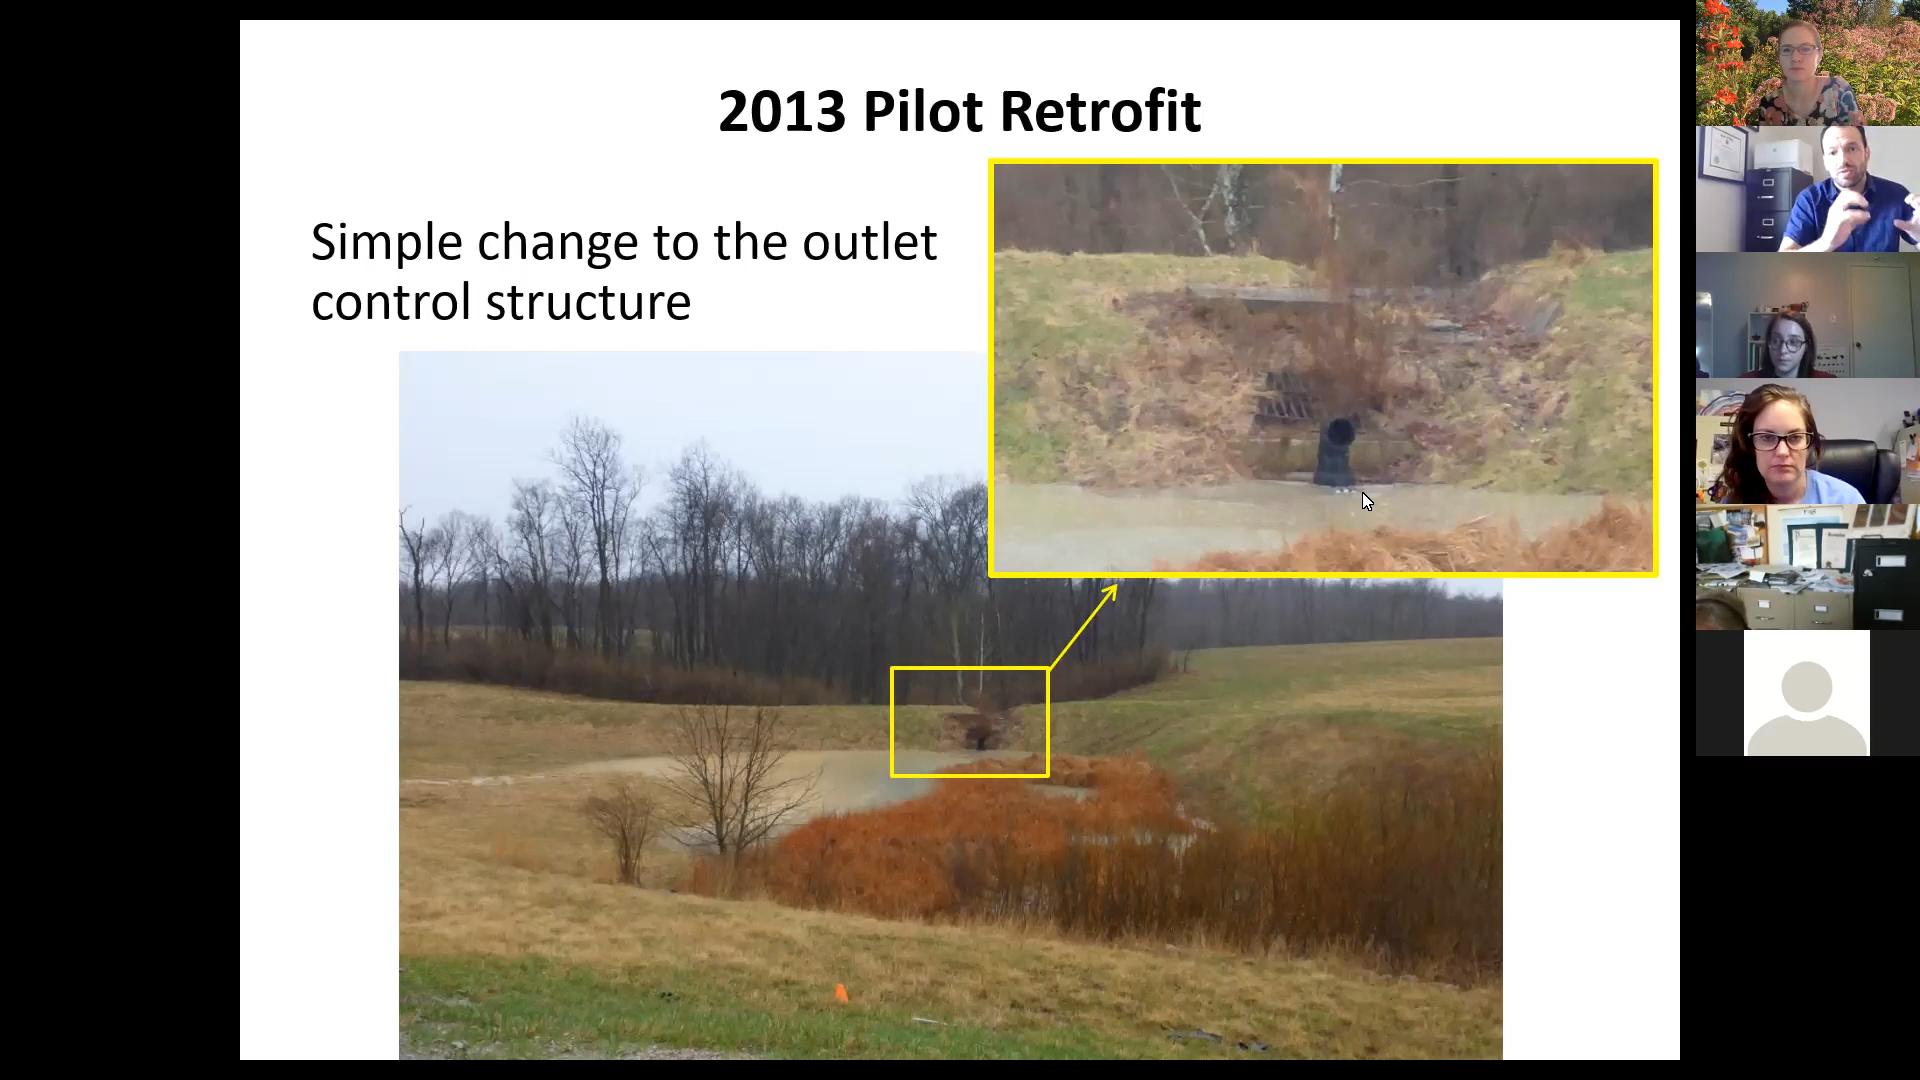 2013 Pilot Retrofit
Simple change to the outlet
control structure